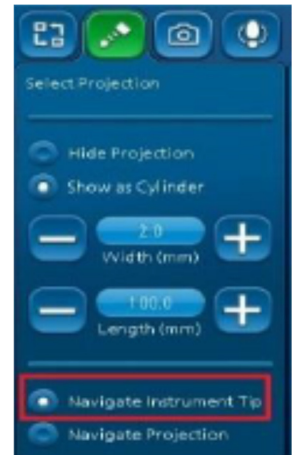 Select Projection
Hide Projection
Show as Cylinder
2.0
Width (mm)
100.0
Length (mm)
Navigate Instrument Tip
Navigate Projection